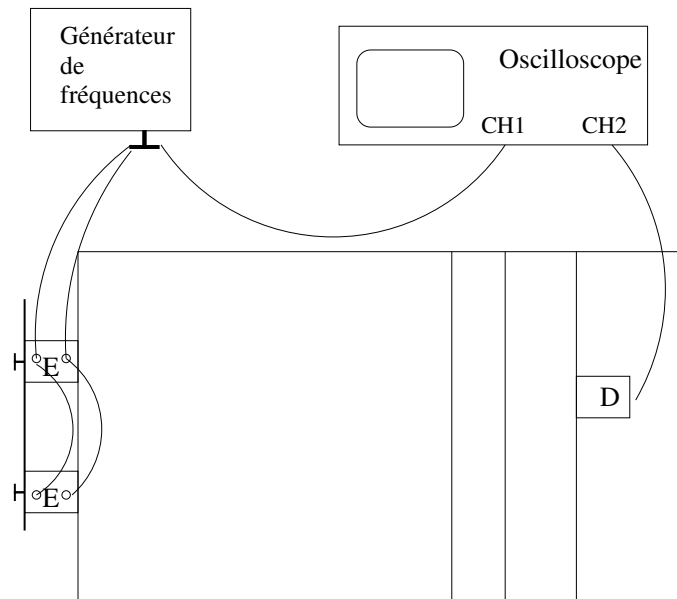 Générateur
de
fréquences
Oscilloscope
CH1 CH2
E
D
E